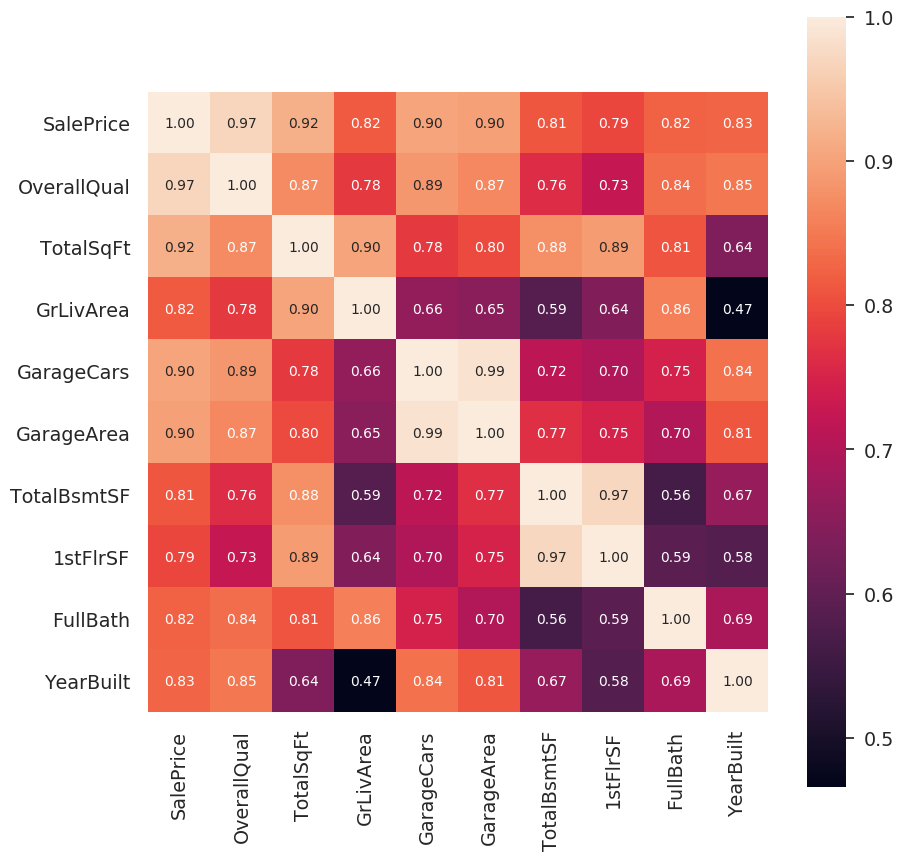 SalePrice 1.00 0.97 0.92 0.82 0.90 0.90 0.81 0.79 0.82 0.83
OverallQual 0.97 1.00 0.87 0.78 0.89 0.87 0.76 0.73 0.84 0.85
TotalSqFt 0.92 0.87 1.00 0.90 0.78 0.80 0.88 0.89 0.81 0.64
GrLivArea 0.82 0.78 0.90 1.00 0.66 0.65 0.59 0.64 0.86 0.47
GarageCars 0.90 0.89 0.78 0.66 1.00 0.99 0.72 0.70 0.75 0.84
GarageArea 0.90 0.87 0.80 0.65 0.99 1.00 0.77 0.75 0.70 0.81
TotalBsmtSF 0.81 0.76 0.88 0.59 0.72 0.77 1.00 0.97 0.56 0.67
1stFlrSF 0.79 0.73 0.89 0.64 0.70 0.75 0.97 1.00 0.59 0.58
FullBath 0.82 0.84 0.81 0.86 0.75 0.70 0.56 0.59 1.00 0.69
YearBuilt 0.83 0.85 0.64 0.47 0.84 0.81 0.67 0.58 0.69 1.00
SalePrice
OverallQual
TotalSqFt
GrLivArea
GarageCars
GarageArea
TotalBsmtSF
1stFlrSF
FullBath
YearBuilt
1.0
0.9
0.8
0.7
0.6
0.5